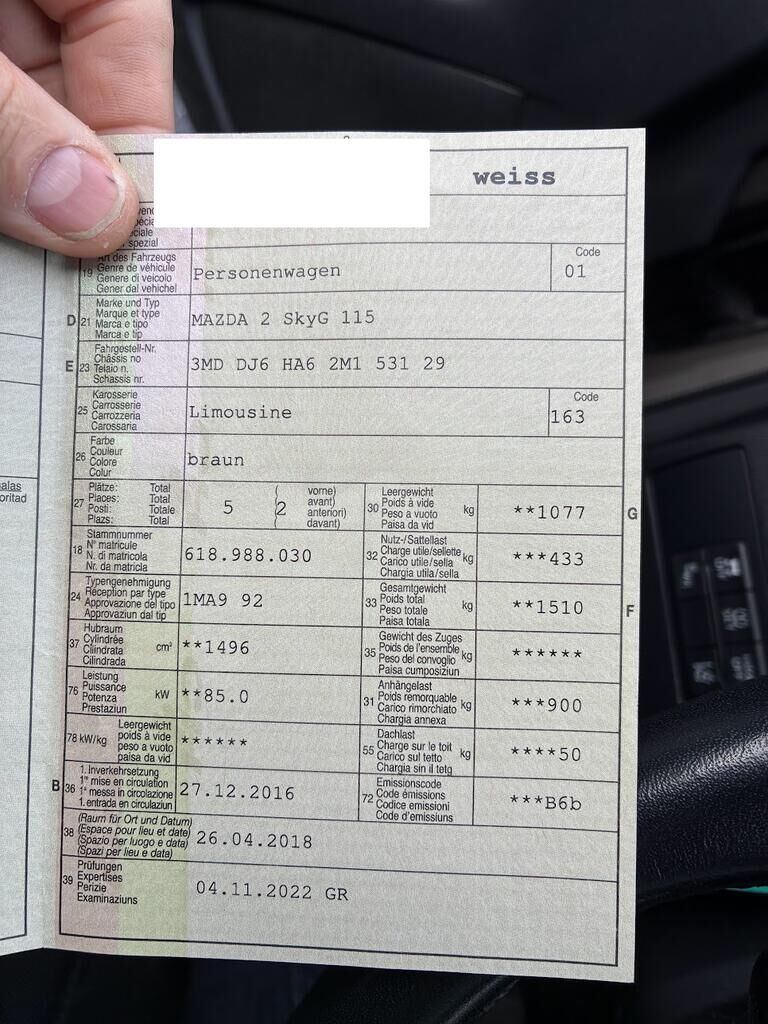 weiss
spezial
19 Art des Fahrzeugs
Genre de véhicule
Genere di veicolo
Gener dal vehichel
Personenwagen
Code
01
D 21 Marke und Typ
Marque et type
Marca e tipo
Marca e tip
MAZDA 2 SkyG 115
E 23 Fahrgestell-Nr.
Châssis no
Telaio n.
Schassis nr.
3MD DJ6 HA6 2M1 531 29
25 Karosserie
Carrosserie
Carrozzeria
Carossaria
Limousine
Code
163
26 Farbe
Couleur
Colore
Colur
braun
27 Plätze: Total
Places: Total
Posti: Totale
Plazs: Total
5 ( 2 vorne)
avant)
anteriori)
davant)
30 Leergewicht
Poids à vide
Peso a vuoto
Paisa da vid
kg
**1077
G
18 Stammnummer
N° matricule
N. di matricola
Nr. da matricla
618.988.030
32 Nutz-/Sattellast
Charge utile/sellette
Carico utile/sella
Chargia utila/sella
kg
***433
24 Typengenehmigung
Réception par type
Approvazione del tipo
Approvaziun dal tip
1MA9 92
33 Gesamtgewicht
Poids total
Peso totale
Paisa totala
kg
**1510
F
37 Hubraum
Cylindrée
Cilindrata
Cilindrada
cm³
**1496
35 Gewicht des Zuges
Poids de l'ensemble
Peso del convoglio
Paisa cumposiziun
kg
******
76 Leistung
Puissance
Potenza
Prestaziun
kW
**85.0
31 Anhängelast
Poids remorquable
Carico rimorchiato
Chargia annexa
kg
***900
78 kW/kg Leergewicht
poids à vide
peso a vuoto
paisa da vid
******
55 Dachlast
Charge sur le toit
Carico sul tetto
Chargia sin il tetg
kg
****50
B 36 1. Inverkehrsetzung
1re mise en circulation
1a messa in circolazione
1. entrada en circulaziun
27.12.2016
72 Emissionscode
Code émissions
Codice emissioni
Code d'emissiuns
***B6b
38 (Raum für Ort und Datum)
(Espace pour lieu et date)
(Spazio per luogo e data)
(Spazi per lieu e data)
26.04.2018
39 Prüfungen
Expertises
Perizie
Examinaziuns
04.11.2022 GR